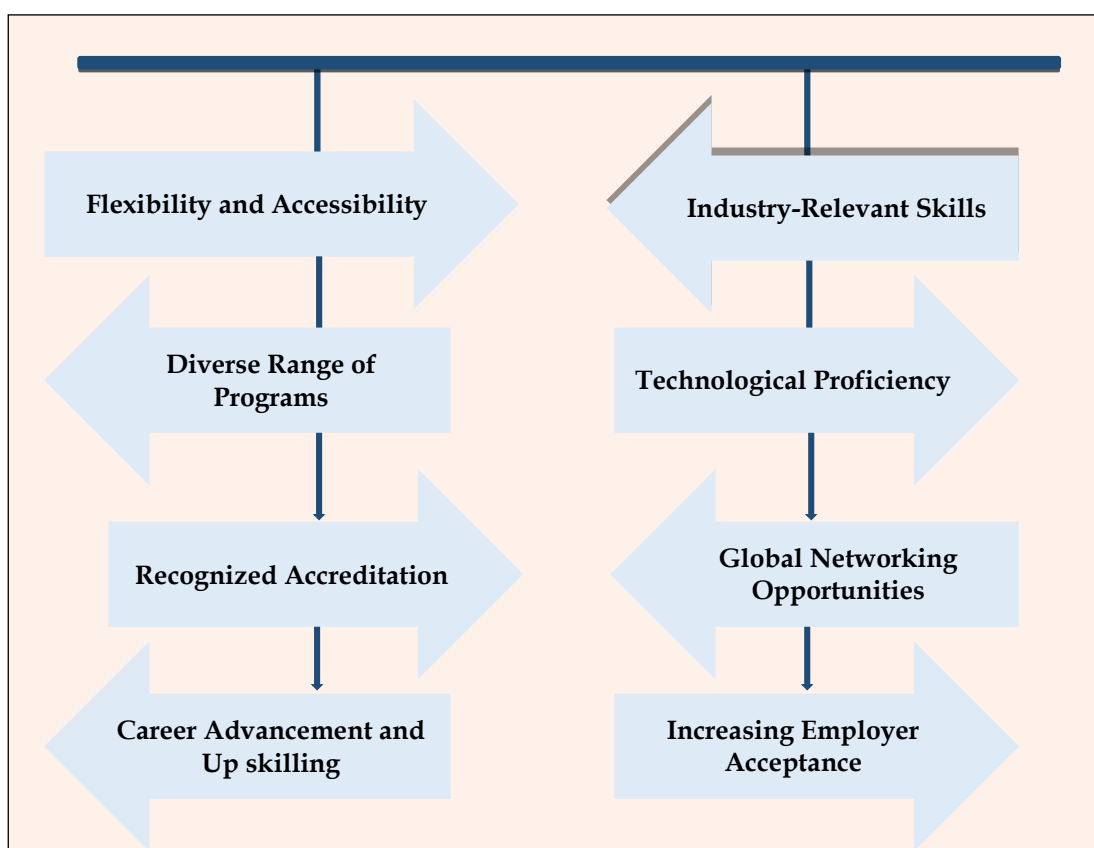 Flexibility and Accessibility
Diverse Range of
Programs
Recognized Accreditation
Career Advancement and
Up skilling
Industry-Relevant Skills
Technological Proficiency
Global Networking
Opportunities
Increasing Employer
Acceptance